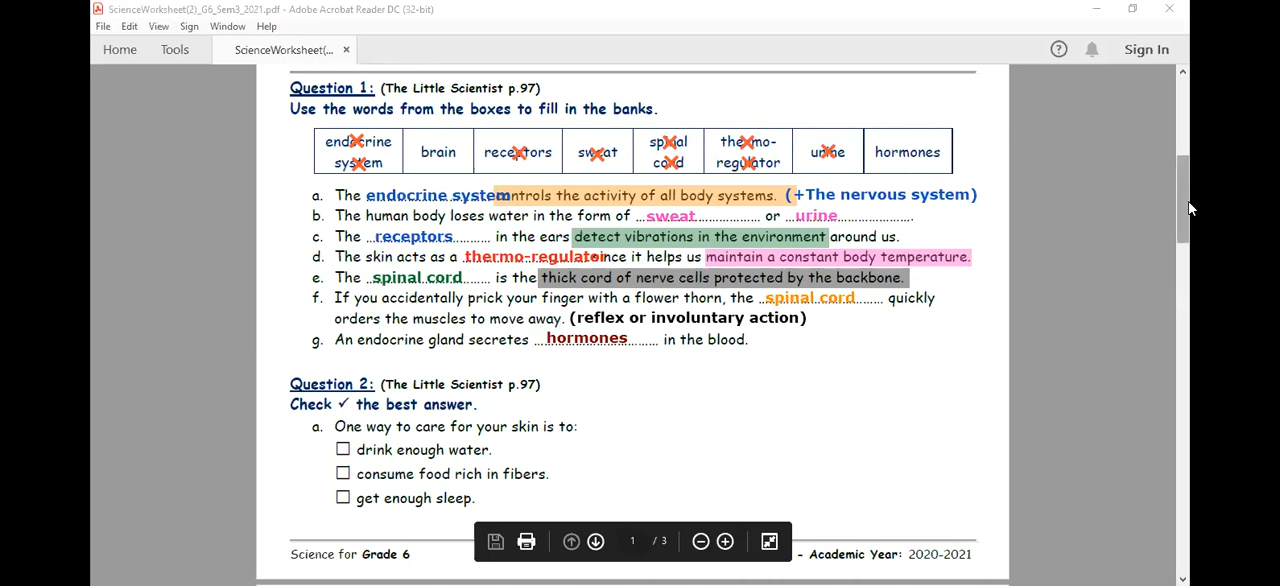 ScienceWorksheet(2)_G6_Sem3_2021.pdf - Adobe Acrobat Reader DC (32-bit)
File Edit View Sign Window Help
Home Tools ScienceWorksheet(... × Sign In
Question 1: (The Little Scientist p.97)
Use the words from the boxes to fill in the banks.
endocrine system brain receptors sweat spinal cord thermo-regulator urine hormones
a. The endocrine system controls the activity of all body systems. (+The nervous system)
b. The human body loses water in the form of ...sweat.................... or ...urine.......................
c. The ...receptors............ in the ears detect vibrations in the environment around us.
d. The skin acts as a thermo-regulator since it helps us maintain a constant body temperature.
e. The spinal cord........ is the thick cord of nerve cells protected by the backbone.
f. If you accidentally prick your finger with a flower thorn, the ...spinal cord........ quickly
orders the muscles to move away. (reflex or involuntary action)
g. An endocrine gland secretes ...hormones......... in the blood.
Question 2: (The Little Scientist p.97)
Check ✓ the best answer.
a. One way to care for your skin is to:
☐ drink enough water.
☐ consume food rich in fibers.
☐ get enough sleep.
1 / 3
Science for Grade 6 - Academic Year: 2020-2021